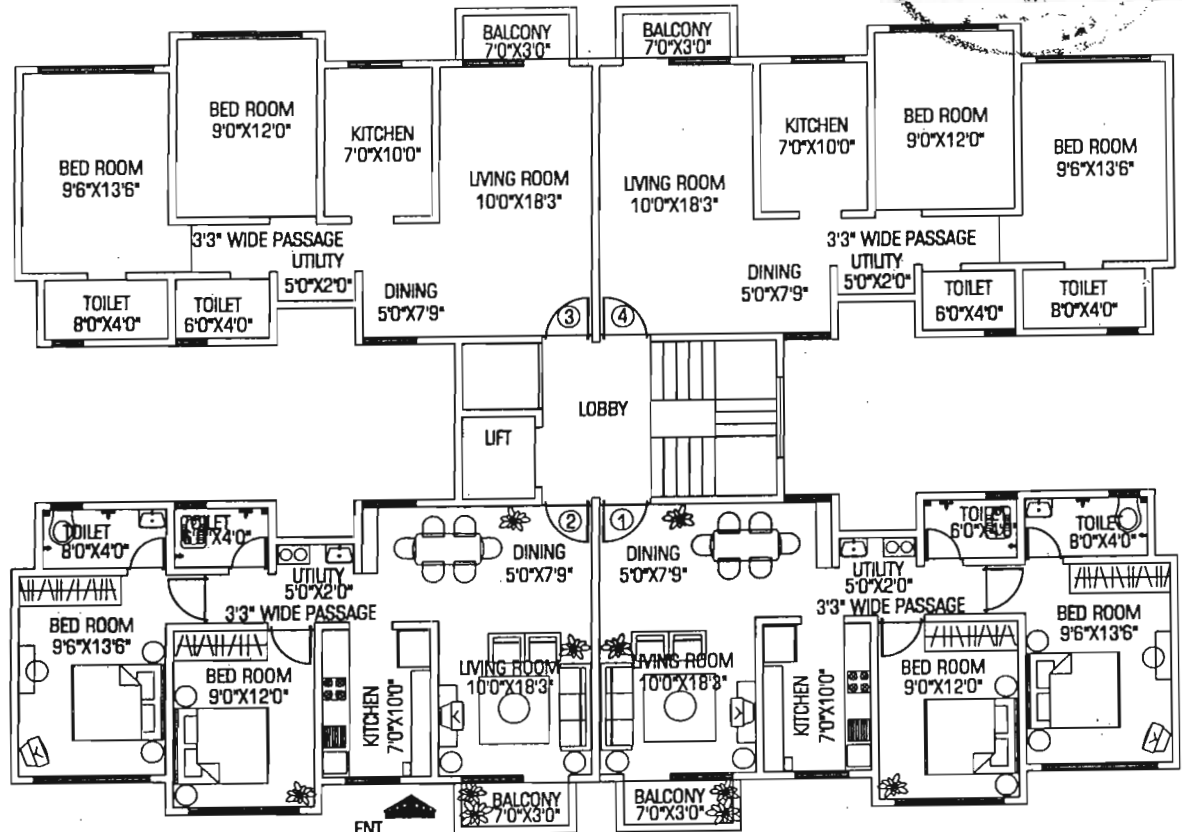 BALCONY
7'0"X3'0"
BALCONY
7'0"X3'0"
BED ROOM
9'6"X13'6"
BED ROOM
9'0"X12'0"
KITCHEN
7'0"X10'0"
LIVING ROOM
10'0"X18'3"
LIVING ROOM
10'0"X18'3"
KITCHEN
7'0"X10'0"
BED ROOM
9'0"X12'0"
BED ROOM
9'6"X13'6"
3'3" WIDE PASSAGE
UTILITY
5'0"X2'0"
3'3" WIDE PASSAGE
UTILITY
5'0"X2'0"
TOILET
8'0"X4'0"
TOILET
6'0"X4'0"
DINING
5'0"X7'9"
DINING
5'0"X7'9"
TOILET
6'0"X4'0"
TOILET
8'0"X4'0"
3
4
LOBBY
LIFT
2
1
TOILET
8'0"X4'0"
TOILET
6'0"X4'0"
UTILITY
5'0"X2'0"
3'3" WIDE PASSAGE
DINING
5'0"X7'9"
DINING
5'0"X7'9"
UTILITY
5'0"X2'0"
3'3" WIDE PASSAGE
TOILET
6'0"X4'0"
TOILET
8'0"X4'0"
BED ROOM
9'6"X13'6"
BED ROOM
9'0"X12'0"
KITCHEN
7'0"X10'0"
LIVING ROOM
10'0"X18'3"
LIVING ROOM
10'0"X18'3"
KITCHEN
7'0"X10'0"
BED ROOM
9'0"X12'0"
BED ROOM
9'6"X13'6"
BALCONY
7'0"X3'0"
BALCONY
7'0"X3'0"
ENT